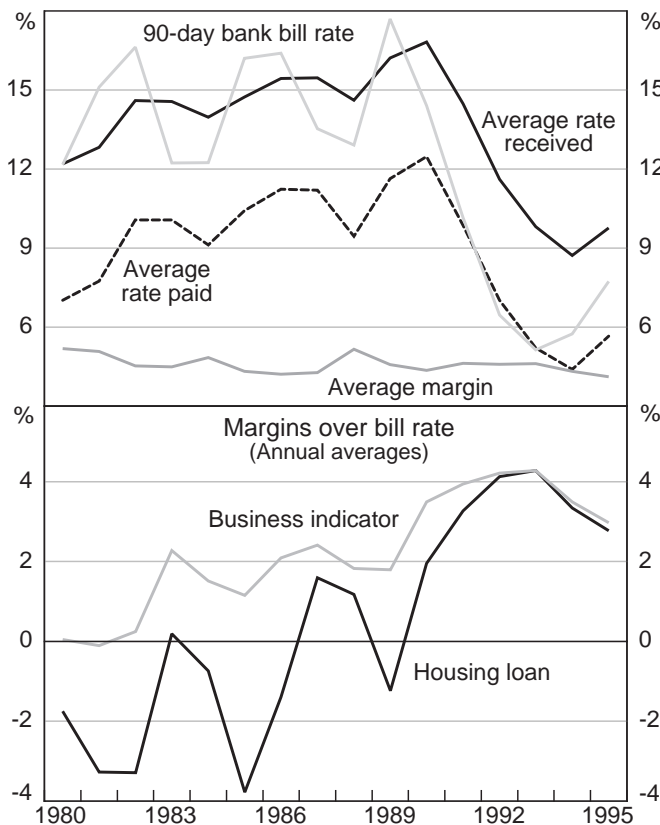 % %
90-day bank bill rate
15 15
Average rate
received
12 12
9 9
Average
rate paid
6 6
Average margin
% %
Margins over bill rate
(Annual averages)
4 4
Business indicator
2 2
0 0
Housing loan
-2 -2
-4 -4
1980 1983 1986 1989 1992 1995